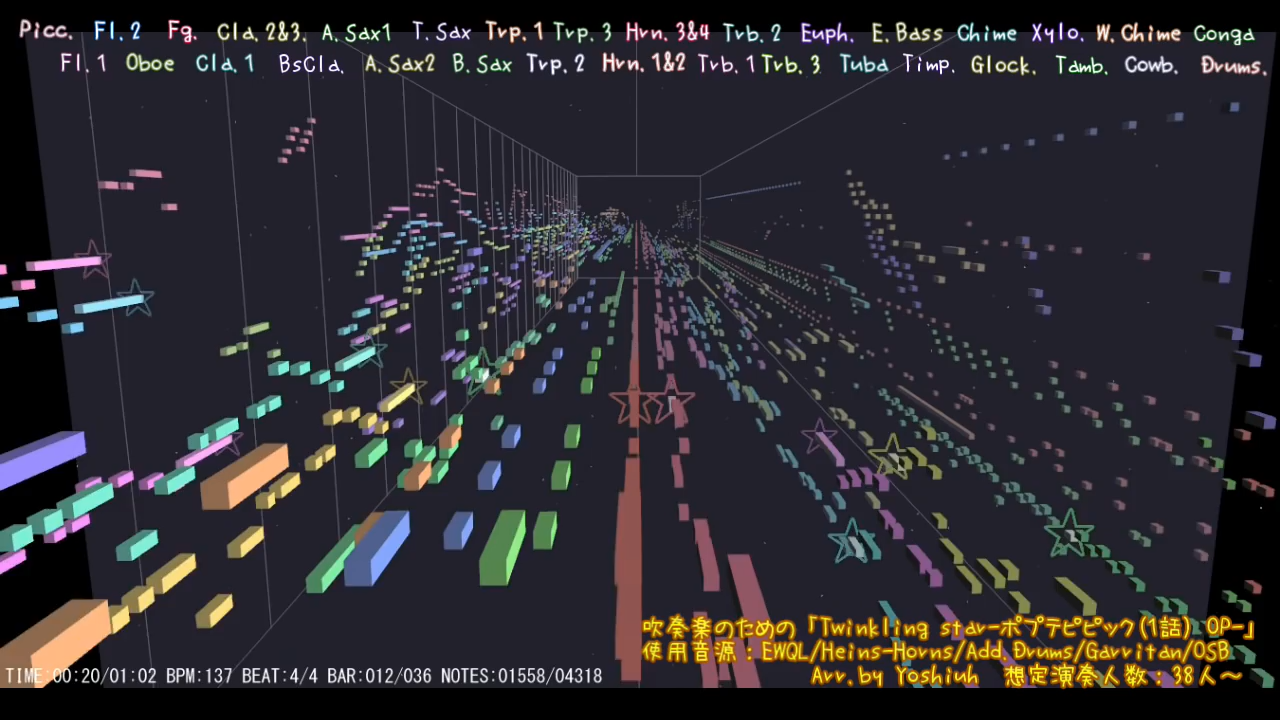 Picc. Fl.2 Fg. Cla.2&3. A.Sax1 T.Sax Trp.1 Trp.3 Hrn.3&4 Trb.2 Euph. E.Bass Chime Xylo. W.Chime Conga
Fl.1 Oboe Cla.1 BsCla. A.Sax2 B.Sax Trp.2 Hrn.1&2 Trb.1 Trb.3 Tuba Timp. Glock. Tamb. Cowb. Drums.
吹奏楽のための「Twinkling star-ポプテピピック(1話) OP-」
使用音源：EWQL/Heins-Horns/Add.Drums/Garritan/OSB
Arr.by Yoshiuh 想定演奏人数：38人～
TIME:00:20/01:02 BPM:137 BEAT:4/4 BAR:012/036 NOTES:01558/04318